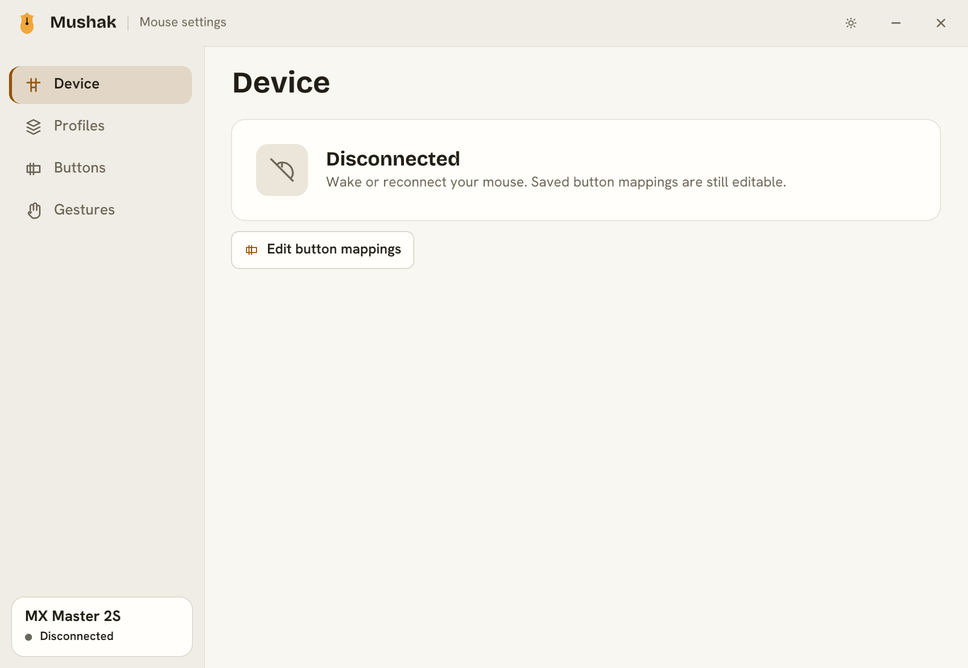 Mushak
Mouse settings
Device
Profiles
Buttons
Gestures
Device
Disconnected
Wake or reconnect your mouse. Saved button mappings are still editable.
Edit button mappings
MX Master 2S
Disconnected